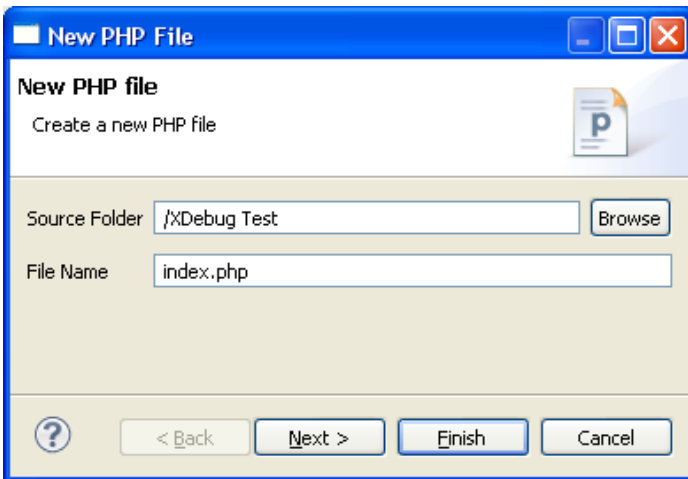 New PHP File
New PHP file
Create a new PHP file
p
Source Folder /XDebug Test Browse
File Name index.php
? < Back Next > Finish Cancel